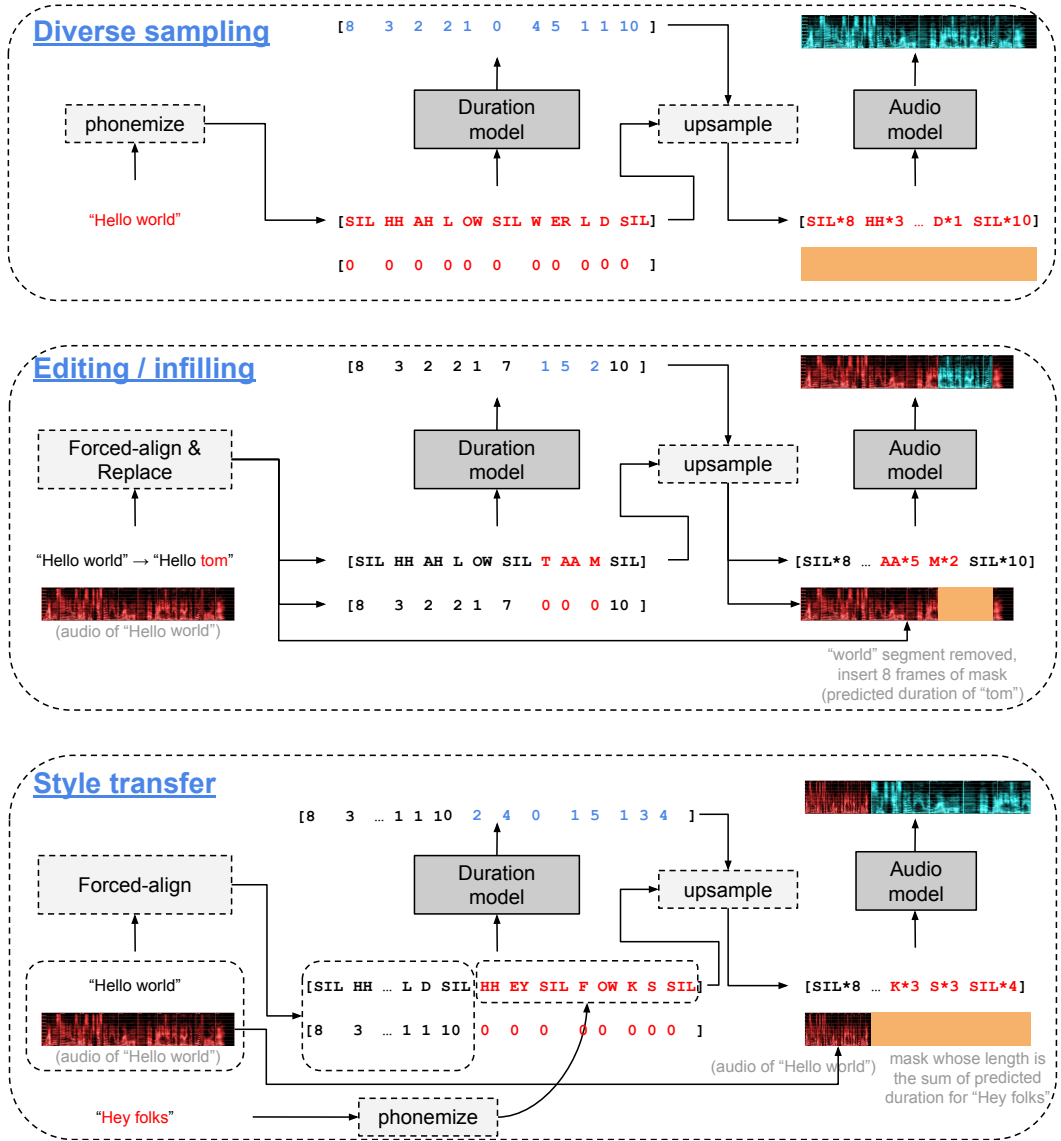 Diverse sampling
[8 3 2 2 1 0 4 5 1 1 10 ]
phonemize
Duration model
upsample
Audio model
“Hello world”
[SIL HH AH L OW SIL W ER L D SIL]
[SIL*8 HH*3 … D*1 SIL*10]
[0 0 0 0 0 0 0 0 0 0 0 ]
Editing / infilling
[8 3 2 2 1 7 1 5 2 10 ]
Forced-align &
Replace
Duration
model
upsample
Audio
model
“Hello world” → “Hello tom”
[SIL HH AH L OW SIL T AA M SIL]
[SIL*8 … AA*5 M*2 SIL*10]
[8 3 2 2 1 7 0 0 0 10 ]
(audio of “Hello world”)
“world” segment removed,
insert 8 frames of mask
(predicted duration of “tom”)
Style transfer
[8 3 … 1 1 10 2 4 0 1 5 1 3 4 ]
Forced-align
Duration
model
upsample
Audio
model
“Hello world”
[SIL HH … L D SIL HH EY SIL F OW K S SIL]
[SIL*8 … K*3 S*3 SIL*4]
[8 3 … 1 1 10 0 0 0 0 0 0 0 0 ]
(audio of “Hello world”)
(audio of “Hello world”)
mask whose length is
the sum of predicted
duration for “Hey folks”
“Hey folks”
phonemize